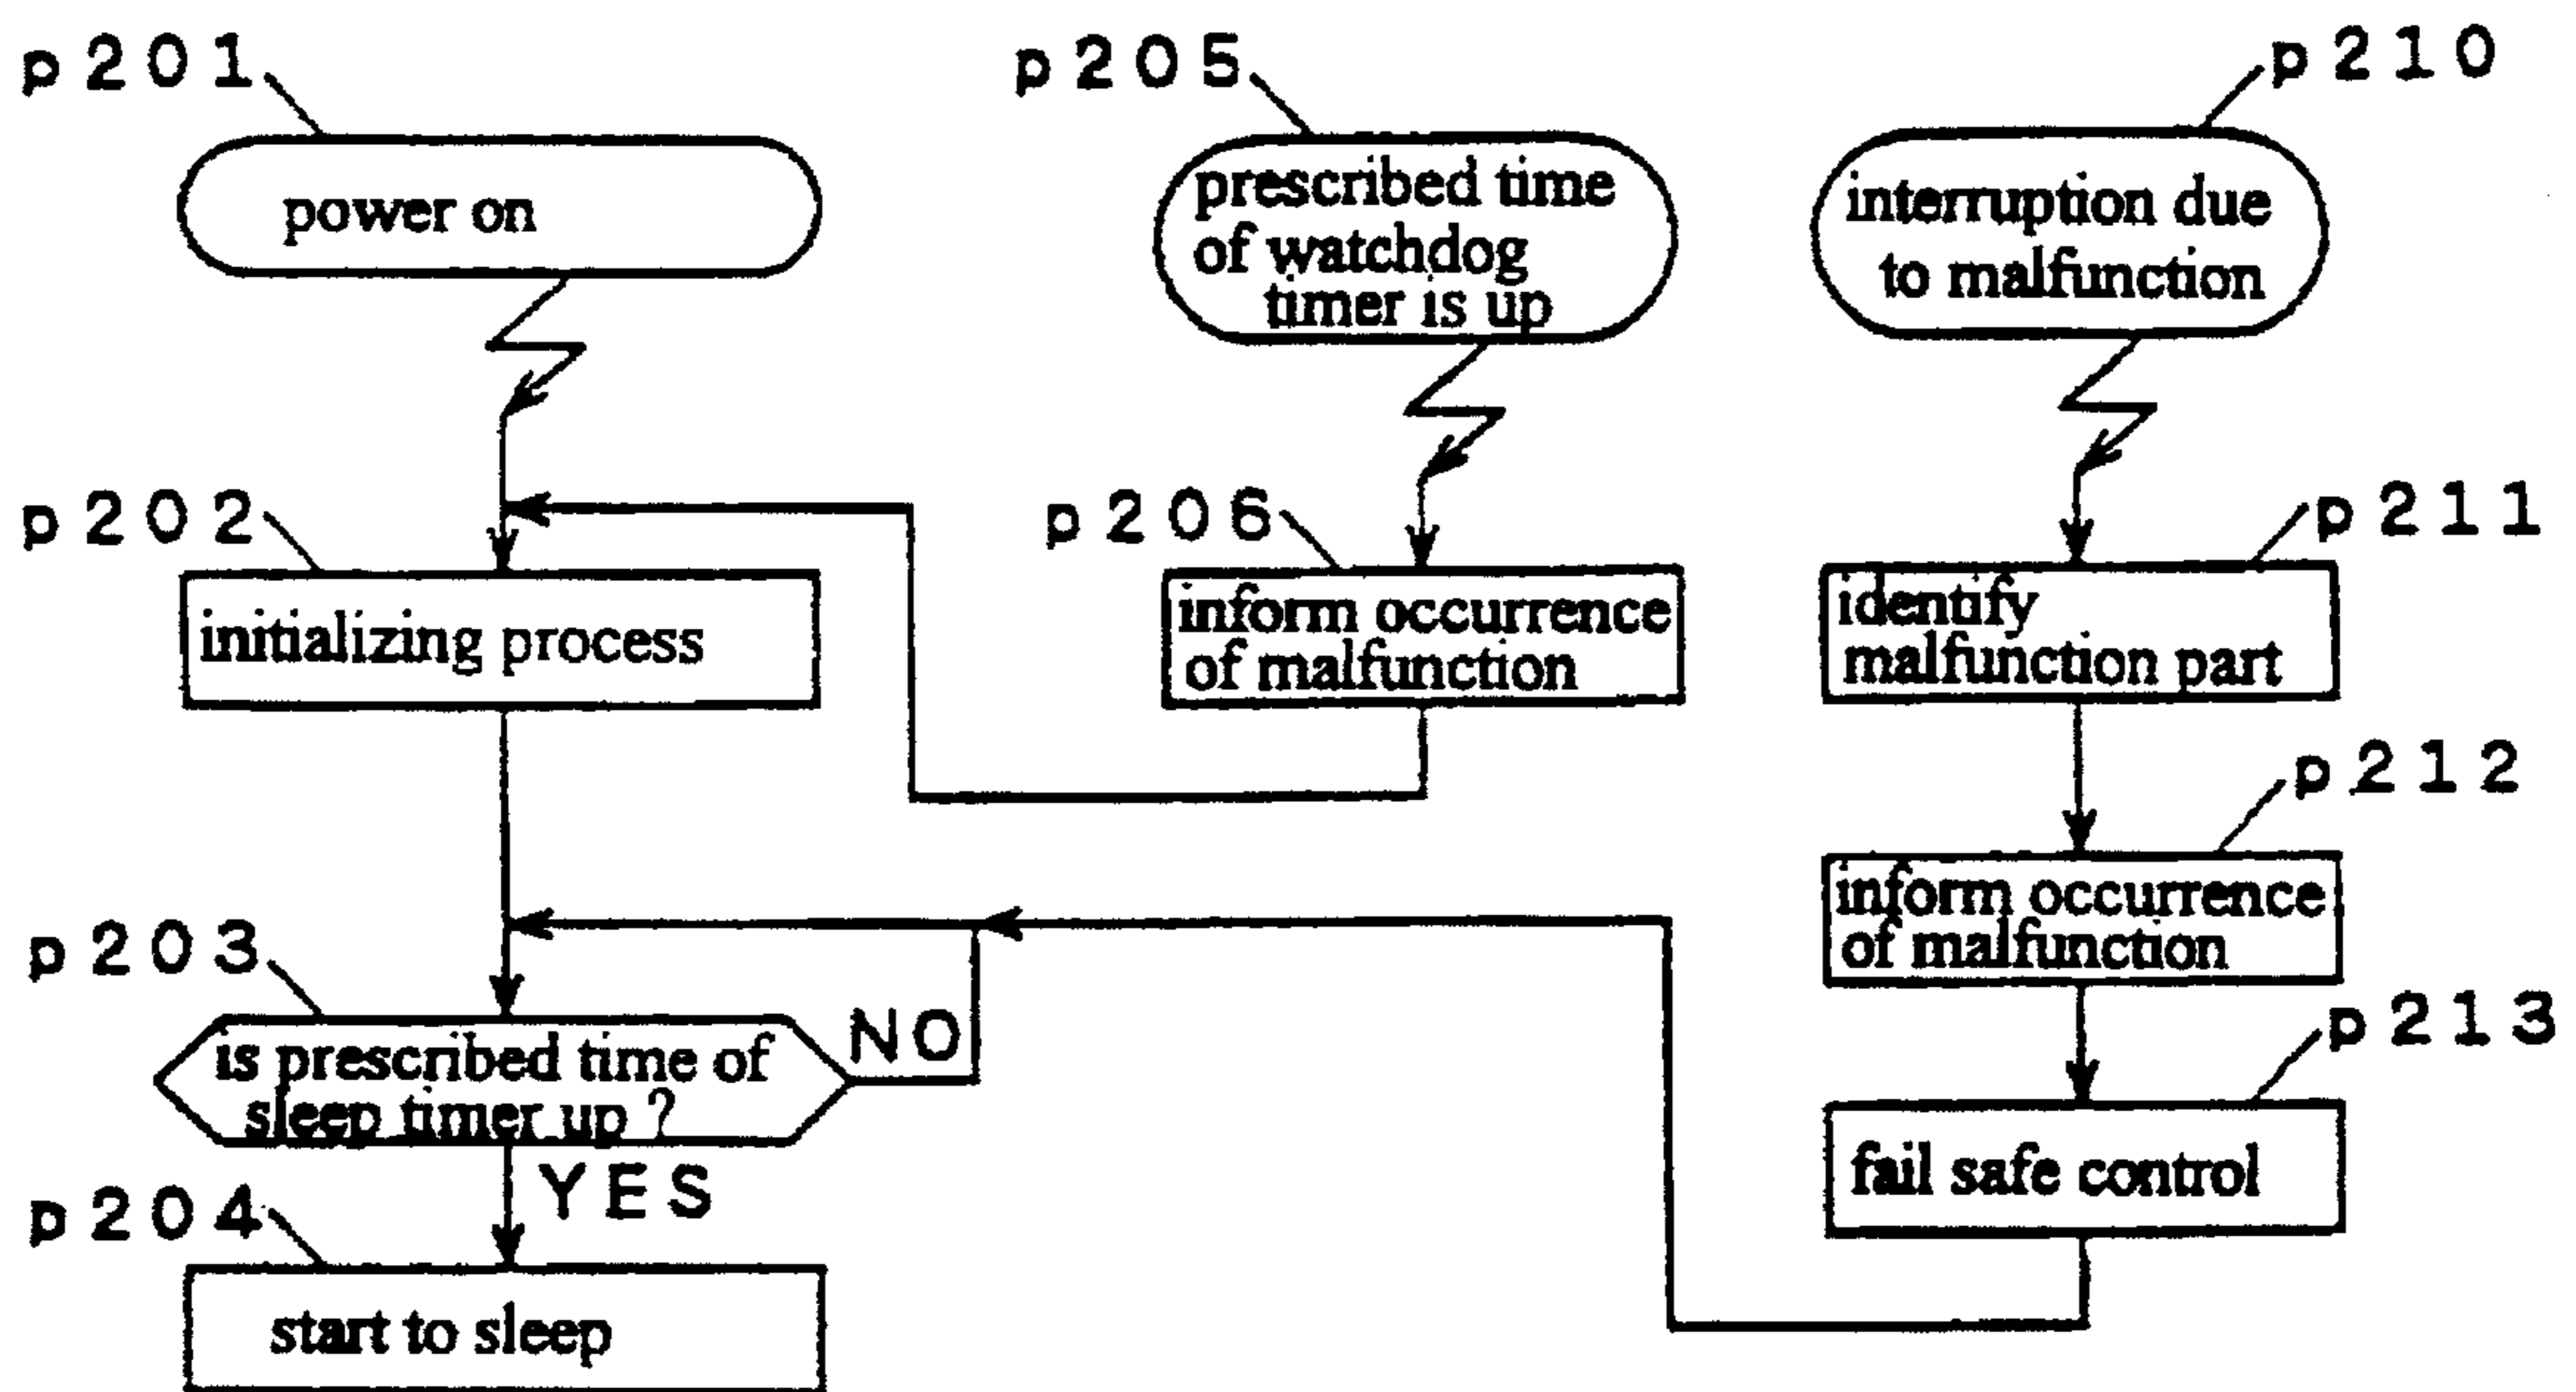 p201
power on
p202
initializing process
p203
is prescribed time of
sleep timer up ?
NO
YES
p204
start to sleep
p205
prescribed time
of watchdog
timer is up
p206
inform occurrence
of malfunction
p210
interruption due
to malfunction
p211
identify
malfunction part
p212
inform occurrence
of malfunction
p213
fail safe control